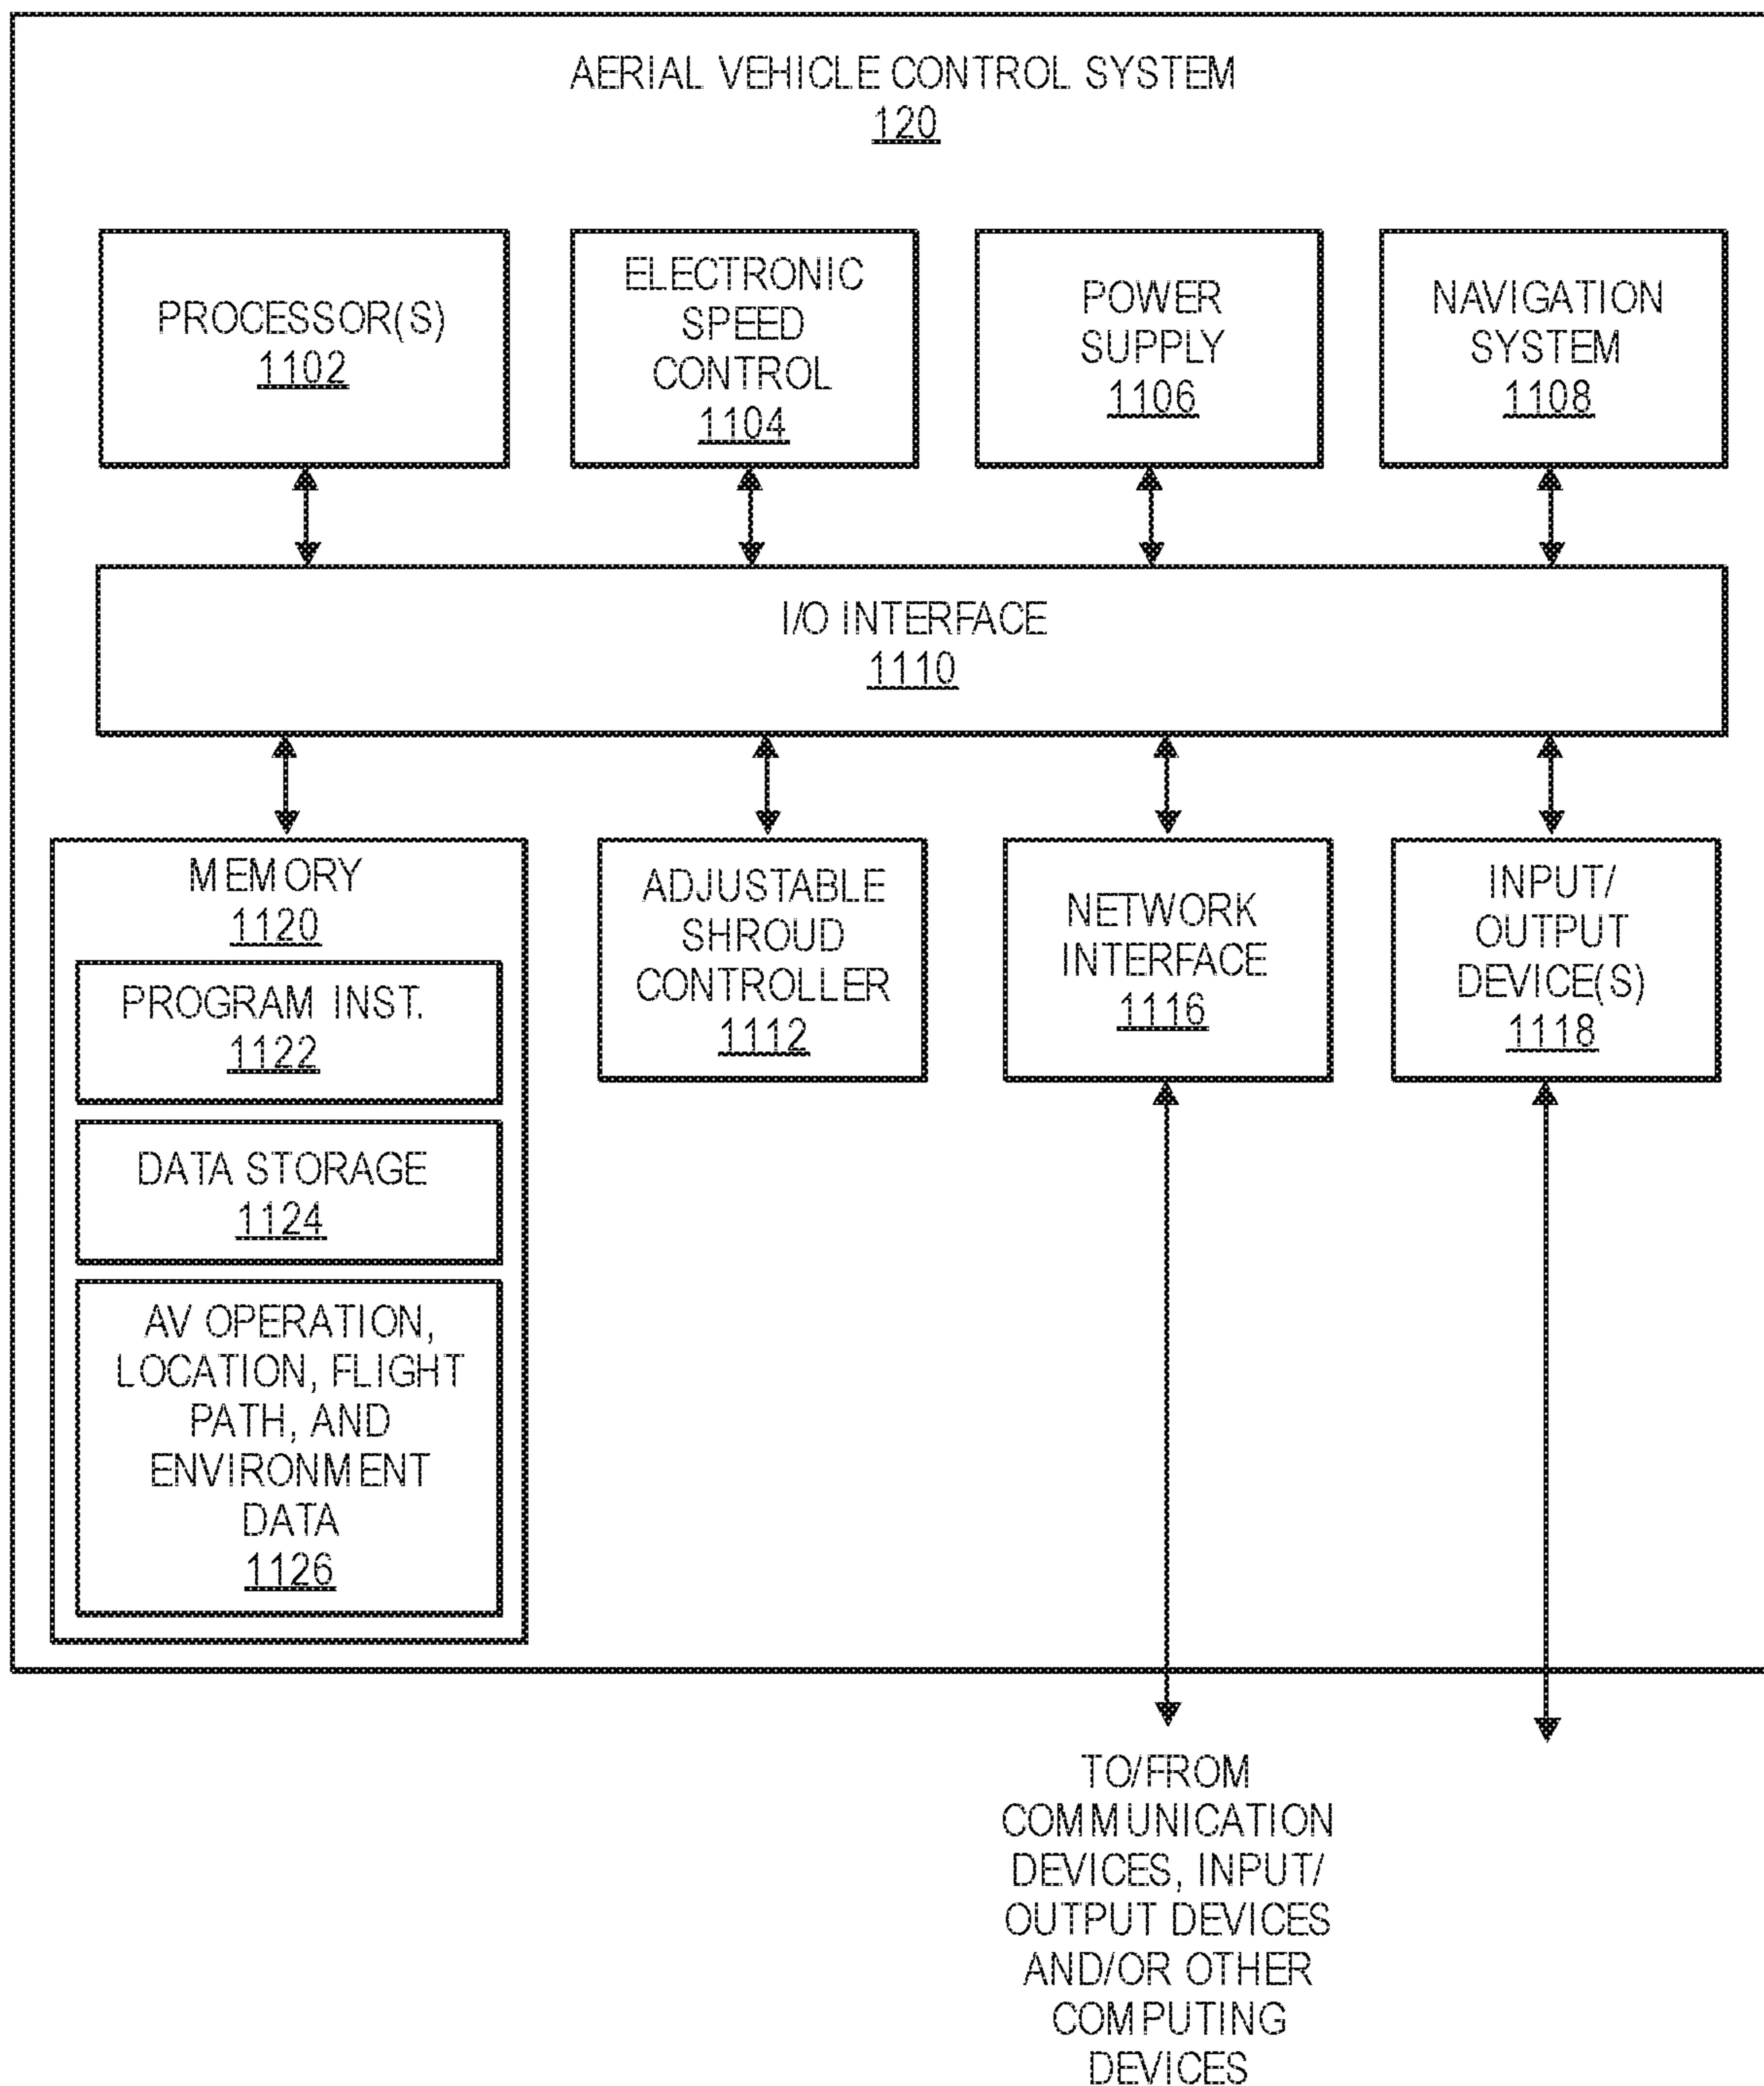 AERIAL VEHICLE CONTROL SYSTEM
120
PROCESSOR(S)
1102
ELECTRONIC
SPEED
CONTROL
1104
POWER
SUPPLY
1106
NAVIGATION
SYSTEM
1108
I/O INTERFACE
1110
MEMORY
1120
PROGRAM INST.
1122
DATA STORAGE
1124
AV OPERATION,
LOCATION, FLIGHT
PATH, AND
ENVIRONMENT
DATA
1126
ADJUSTABLE
SHROUD
CONTROLLER
1112
NETWORK
INTERFACE
1116
INPUT/
OUTPUT
DEVICE(S)
1118
TO/FROM
COMMUNICATION
DEVICES, INPUT/
OUTPUT DEVICES
AND/OR OTHER
COMPUTING
DEVICES